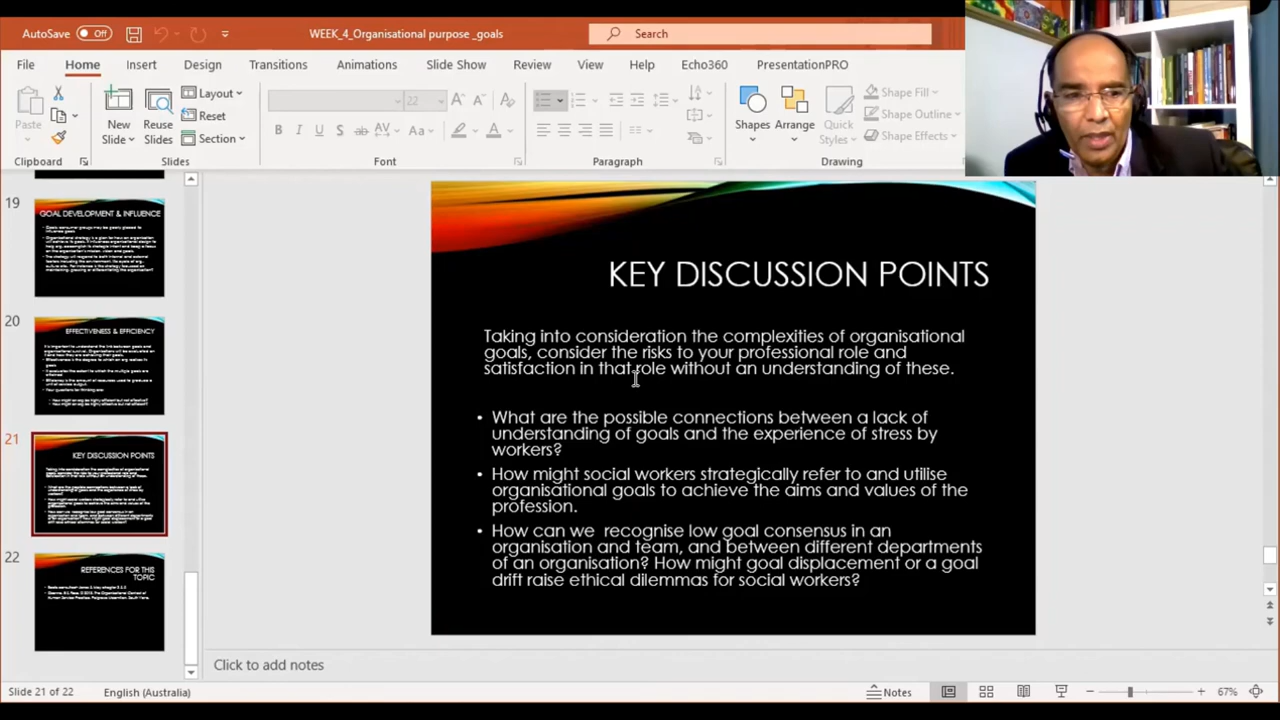 AutoSave Off WEEK_4_Organisational purpose _goals Search
File Home Insert Design Transitions Animations Slide Show Review View Help Echo360 PresentationPRO
Paste
New Slide
Reuse Slides
Layout
Reset
Section
22
Aa
Shapes
Arrange
Quick Styles
Shape Fill
Shape Outline
Shape Effects
Clipboard Slides Font Paragraph Drawing
19
GOAL DEVELOPMENT & INFLUENCE
20
EFFECTIVENESS & EFFICIENCY
21
KEY DISCUSSION POINTS
22
REFERENCES FOR THIS
TOPIC
KEY DISCUSSION POINTS
Taking into consideration the complexities of organisational
goals, consider the risks to your professional role and
satisfaction in that role without an understanding of these.
• What are the possible connections between a lack of
understanding of goals and the experience of stress by
workers?
• How might social workers strategically refer to and utilise
organisational goals to achieve the aims and values of the
profession.
• How can we recognise low goal consensus in an
organisation and team, and between different departments
of an organisation? How might goal displacement or a goal
drift raise ethical dilemmas for social workers?
Click to add notes
Slide 21 of 22 English (Australia) Notes 67%